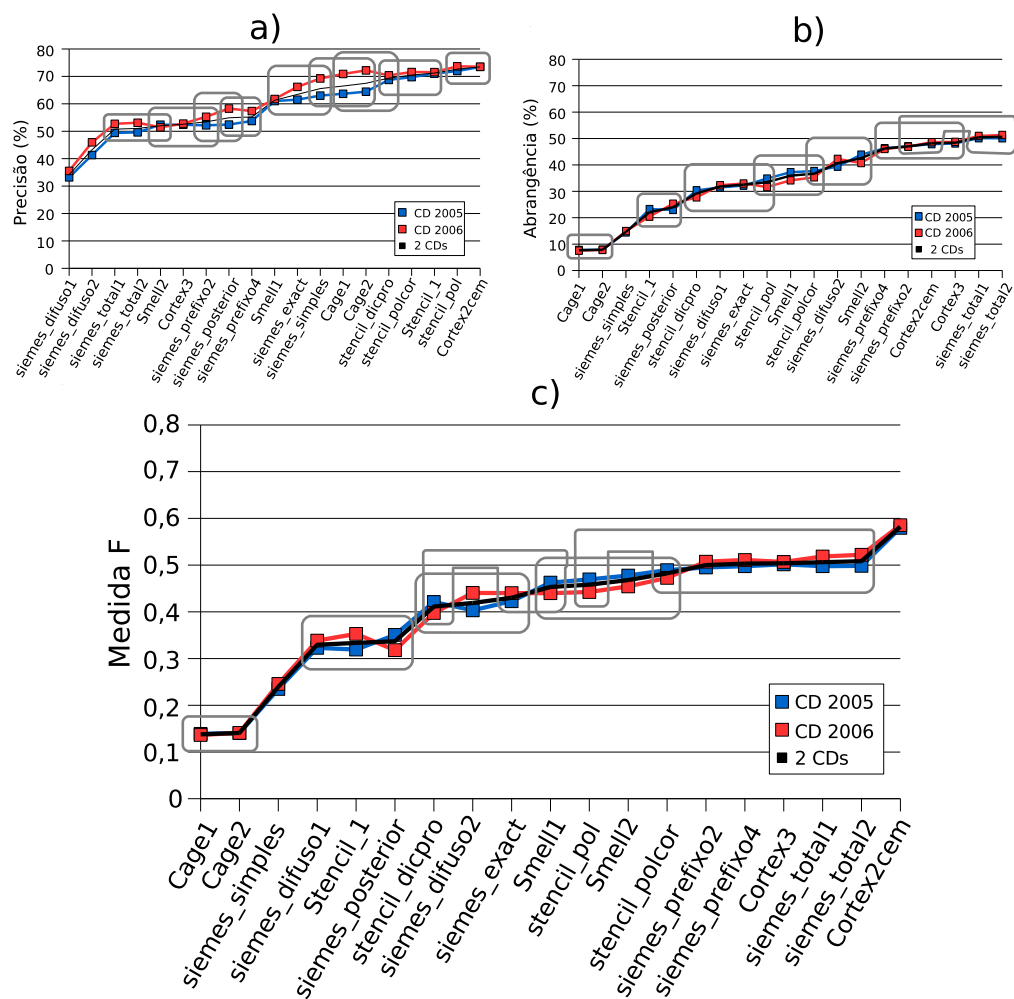 a)
Precisão (%)
80
70
60
50
40
30
20
10
0
CD 2005
CD 2006
2 CDs
siemes_difuso1
siemes_difuso2
siemes_total1
siemes_total2
Smell2
Cortex3
siemes_prefixo2
siemes_posterior
siemes_prefixo4
Smell1
siemes_exact
siemes_simples
Cage1
Cage2
stencil_dicpro
stencil_polcor
Stencil_1
stencil_pol
Cortex2cem
b)
Abrangência (%)
80
70
60
50
40
30
20
10
0
CD 2005
CD 2006
2 CDs
Cage1
Cage2
siemes_simples
Stencil_1
siemes_posterior
stencil_dicpro
siemes_difuso1
siemes_exact
stencil_pol
Smell1
stencil_polcor
siemes_difuso2
Smell2
siemes_prefixo4
siemes_prefixo2
Cortex2cem
Cortex3
siemes_total1
siemes_total2
c)
Medida F
0,8
0,7
0,6
0,5
0,4
0,3
0,2
0,1
0
CD 2005
CD 2006
2 CDs
Cage1
Cage2
siemes_simples
siemes_difuso1
Stencil_1
siemes_posterior
stencil_dicpro
siemes_difuso2
siemes_exact
Smell1
stencil_pol
Smell2
stencil_polcor
siemes_prefixo2
siemes_prefixo4
Cortex3
siemes_total1
siemes_total2
Cortex2cem